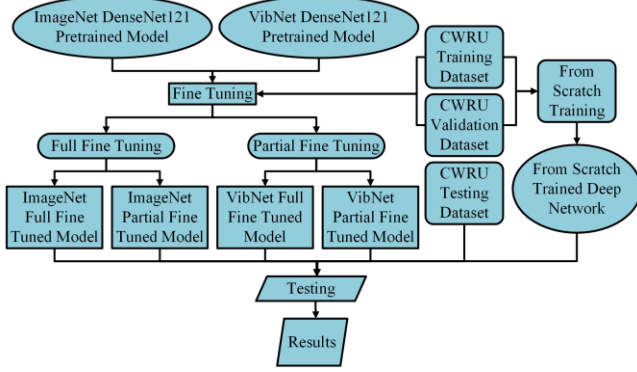 ImageNet DenseNet121
Pretrained Model
VibNet DenseNet121
Pretrained Model
CWRU
Training
Dataset
Fine Tuning
From
Scratch
Training
CWRU
Validation
Dataset
Full Fine Tuning
Partial Fine Tuning
ImageNet
Full Fine
Tuned Model
ImageNet
Partial Fine
Tuned Model
VibNet Full
Fine Tuned
Model
VibNet
Partial Fine
Tuned Model
CWRU
Testing
Dataset
From Scratch
Trained Deep
Network
Testing
Results